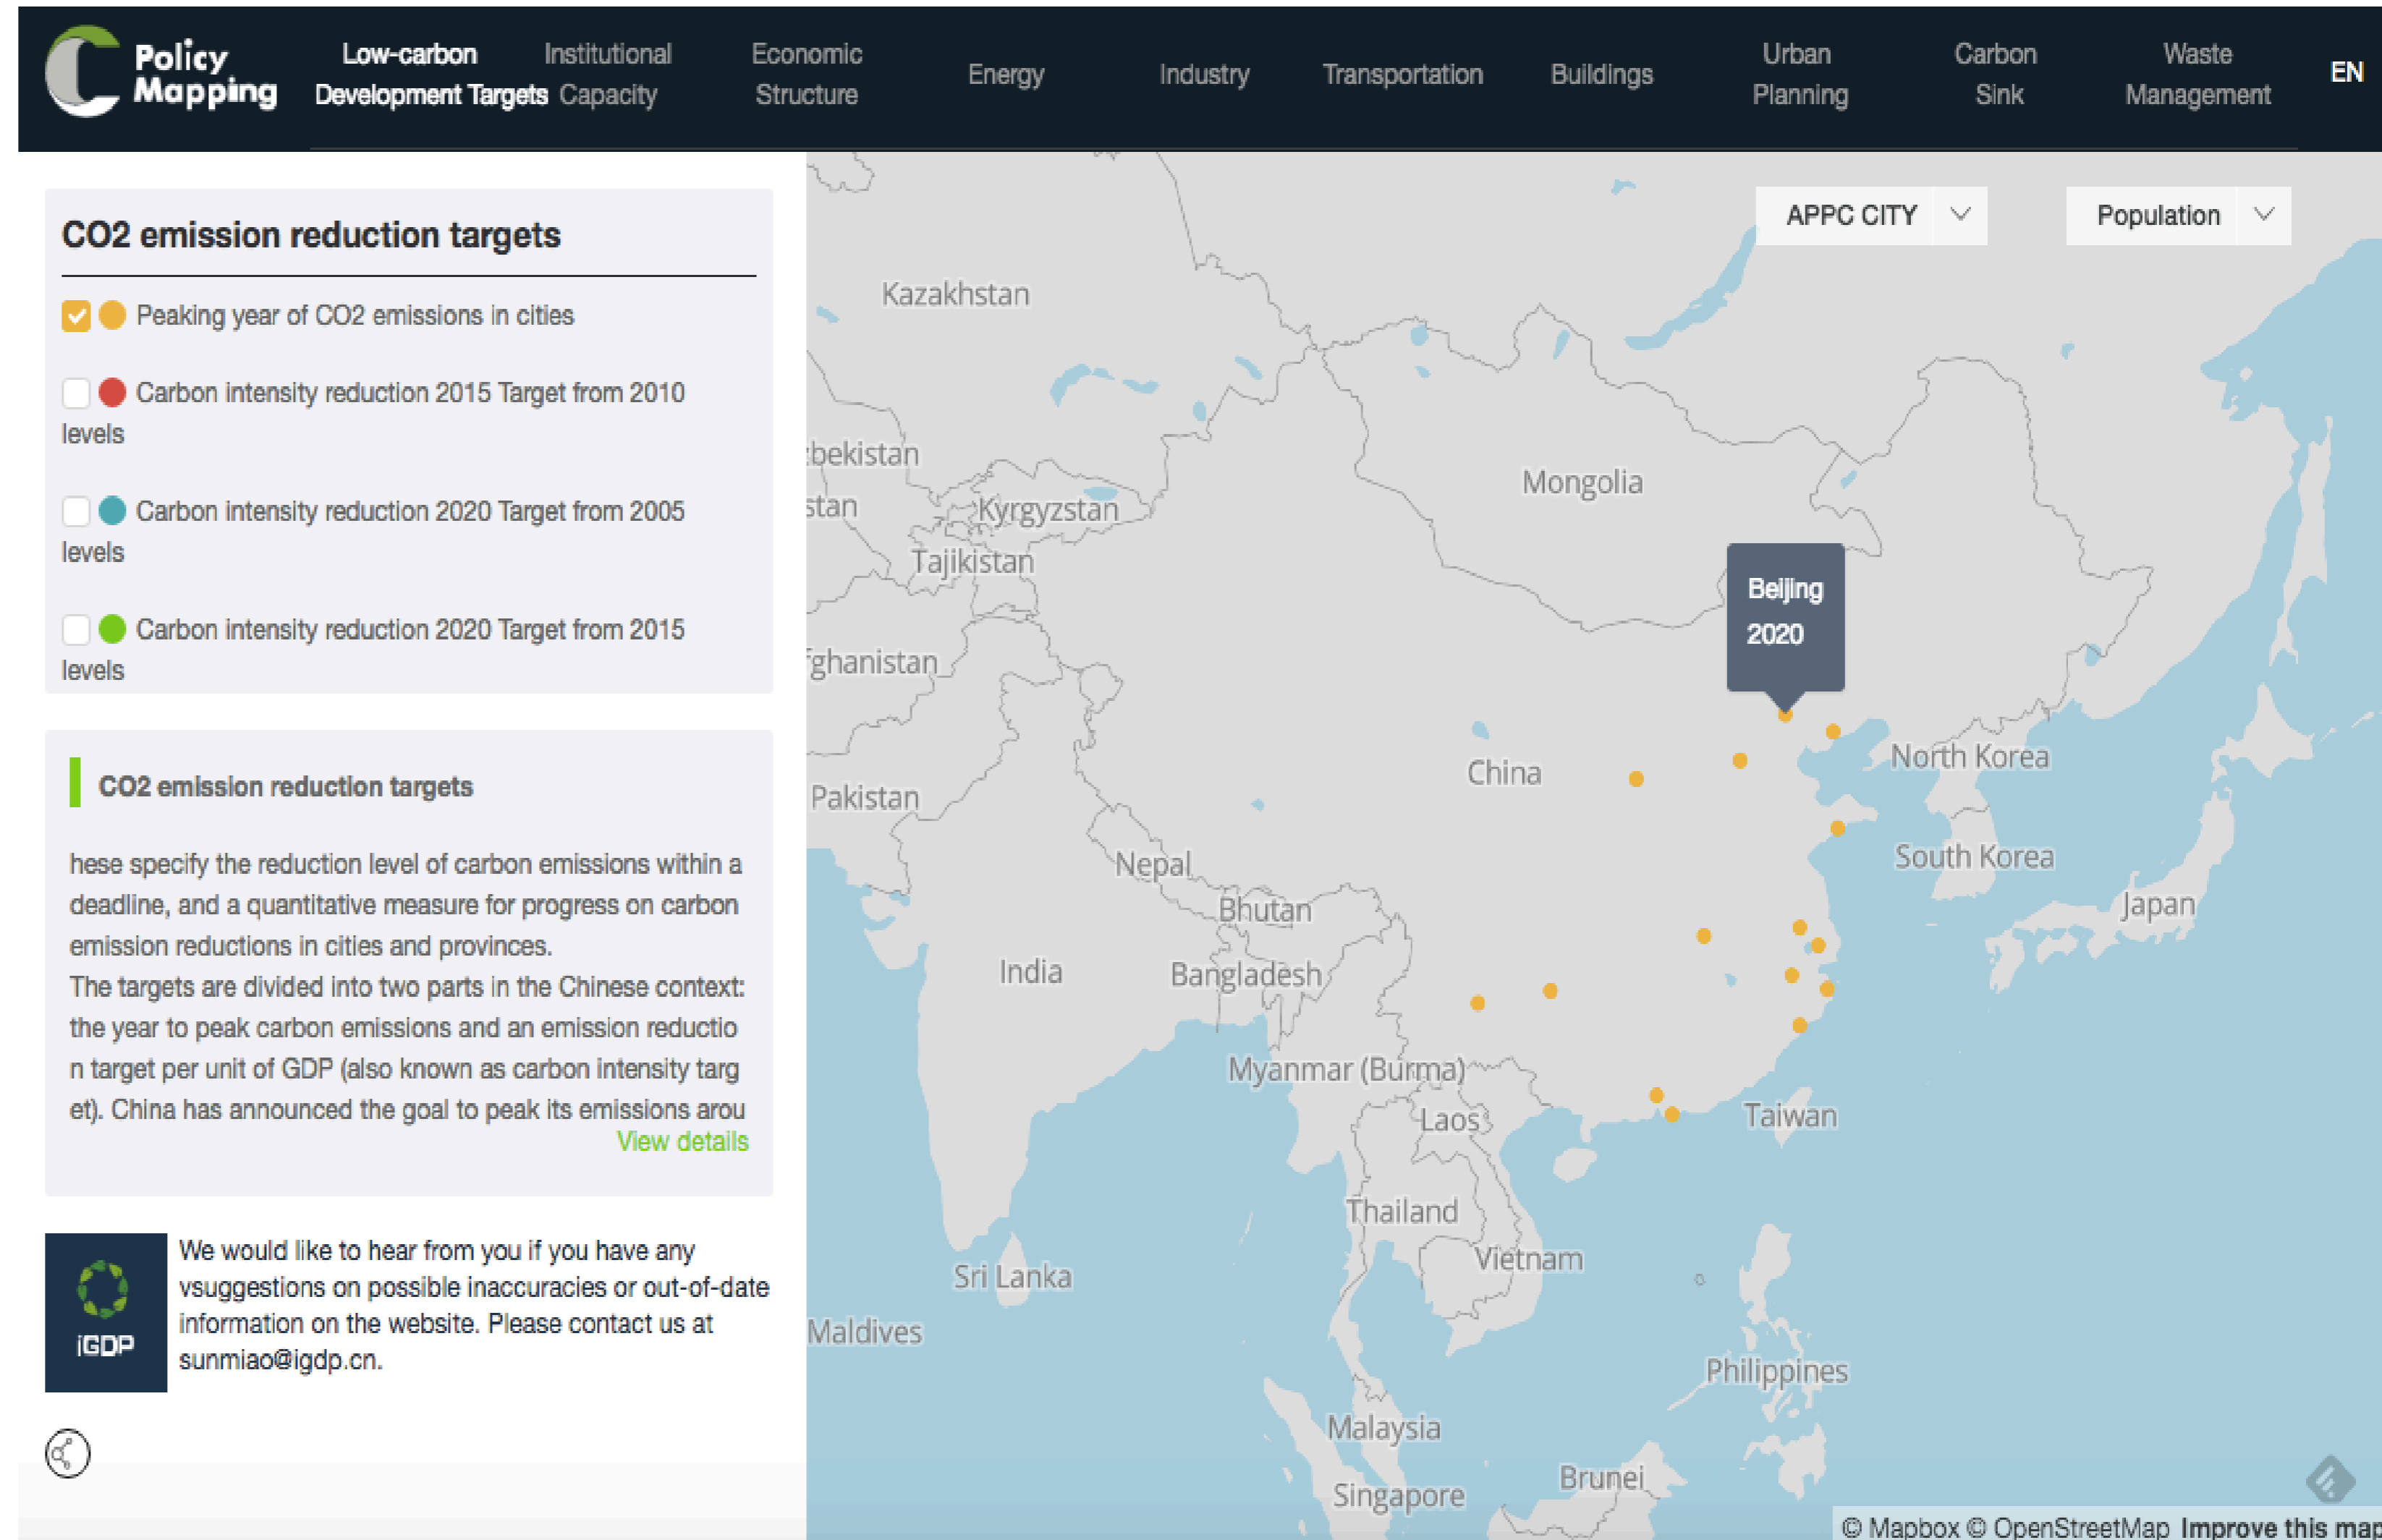 Policy
Mapping
Low-carbon
Development Targets
Institutional
Capacity
Economic
Structure
Energy
Industry
Transportation
Buildings
Urban
Planning
Carbon
Sink
Waste
Management
EN
CO2 emission reduction targets
Peaking year of CO2 emissions in cities
Carbon intensity reduction 2015 Target from 2010
levels
Carbon intensity reduction 2020 Target from 2005
levels
Carbon intensity reduction 2020 Target from 2015
levels
CO2 emission reduction targets
hese specify the reduction level of carbon emissions within a
deadline, and a quantitative measure for progress on carbon
emission reductions in cities and provinces.
The targets are divided into two parts in the Chinese context:
the year to peak carbon emissions and an emission reductio
n target per unit of GDP (also known as carbon intensity targ
et). China has announced the goal to peak its emissions arou
View details
iGDP
We would like to hear from you if you have any
vsuggestions on possible inaccuracies or out-of-date
information on the website. Please contact us at
sunmiao@igdp.cn.
APPC CITY
Population
Kazakhstan
bekistan
stan
Kyrgyzstan
Tajikistan
fghanistan
Pakistan
Mongolia
Beijing
2020
China
North Korea
South Korea
Japan
Nepal
Bhutan
India
Bangladesh
Myanmar (Burma)
Laos
Taiwan
Thailand
Vietnam
Sri Lanka
Maldives
Philippines
Malaysia
Brunei
Singapore
© Mapbox © OpenStreetMap Improve this map